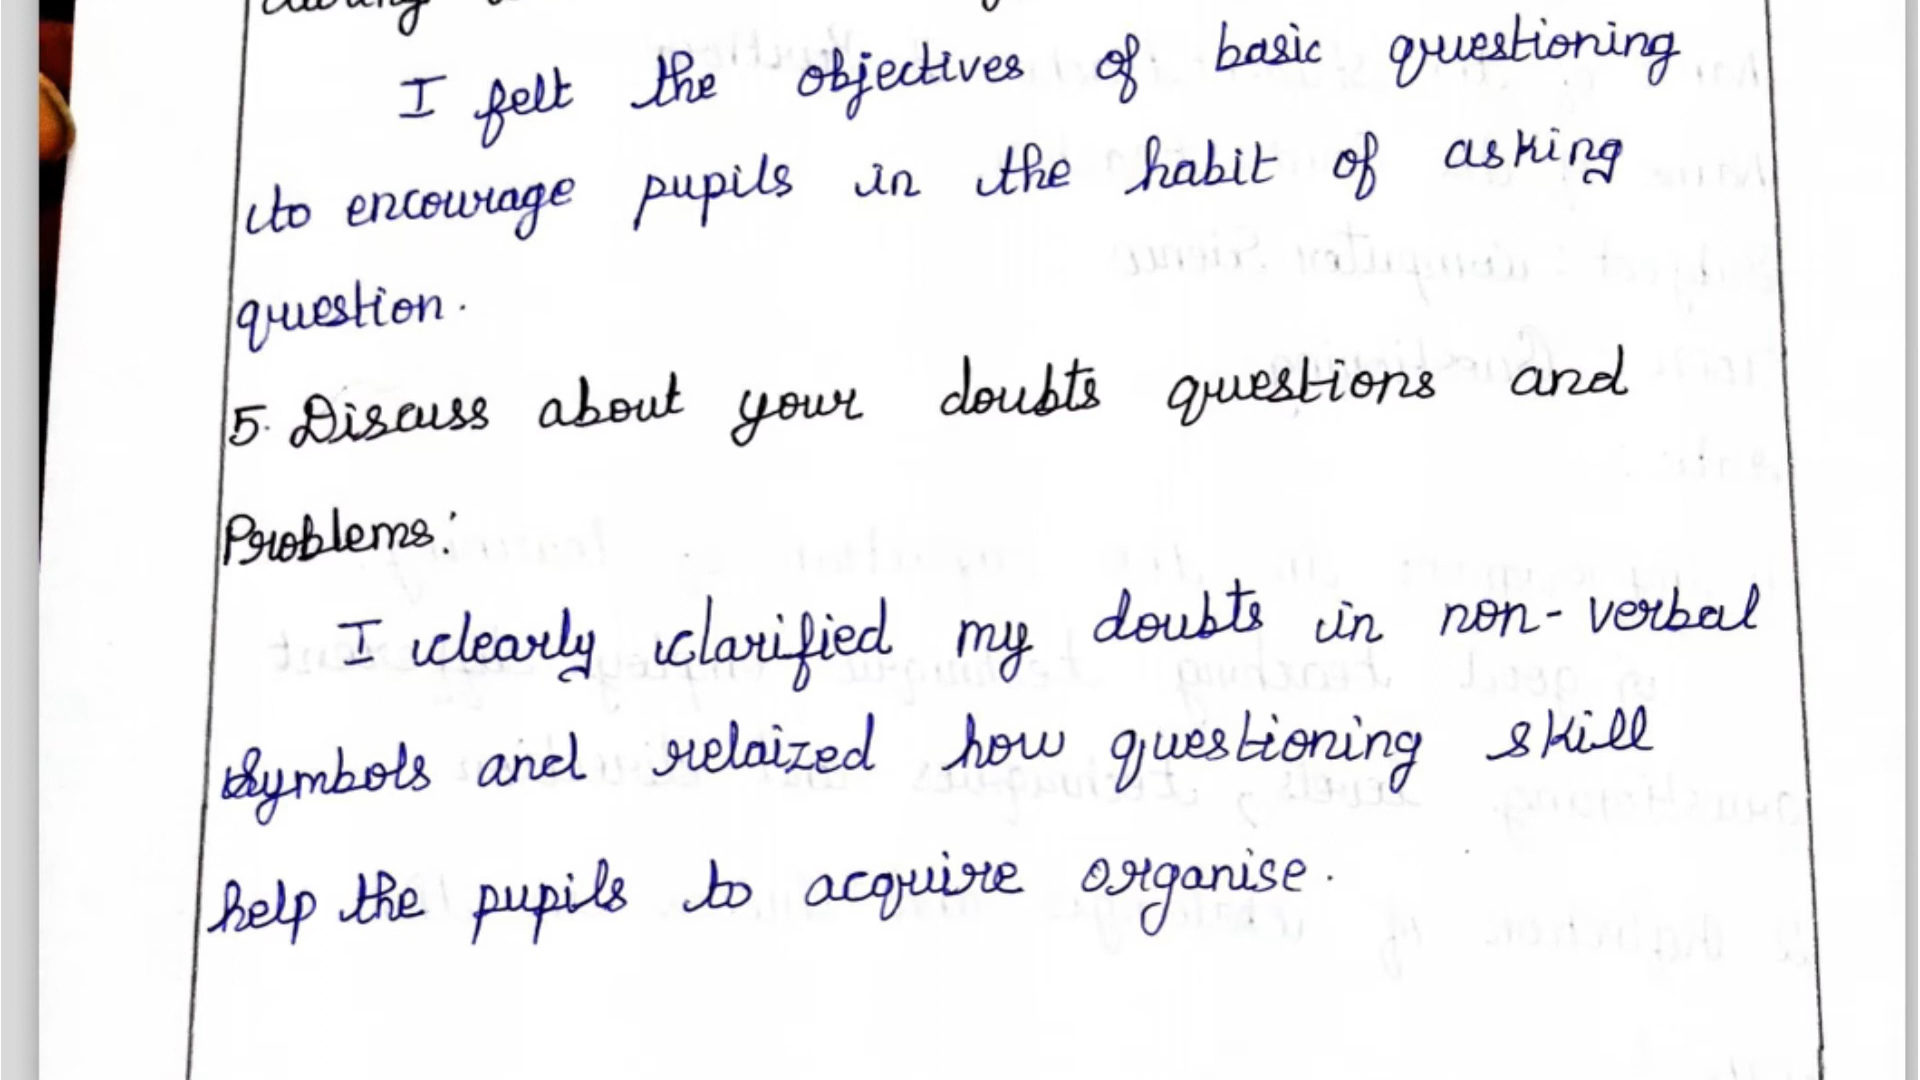 I felt the objectives of basic questioning
to encourage pupils in the habit of asking
question.
5. Discuss about your doubts questions and
Problems:
I clearly clarified my doubts in non-verbal
symbols and relaized how questioning skill
help the pupils to acquire organise.